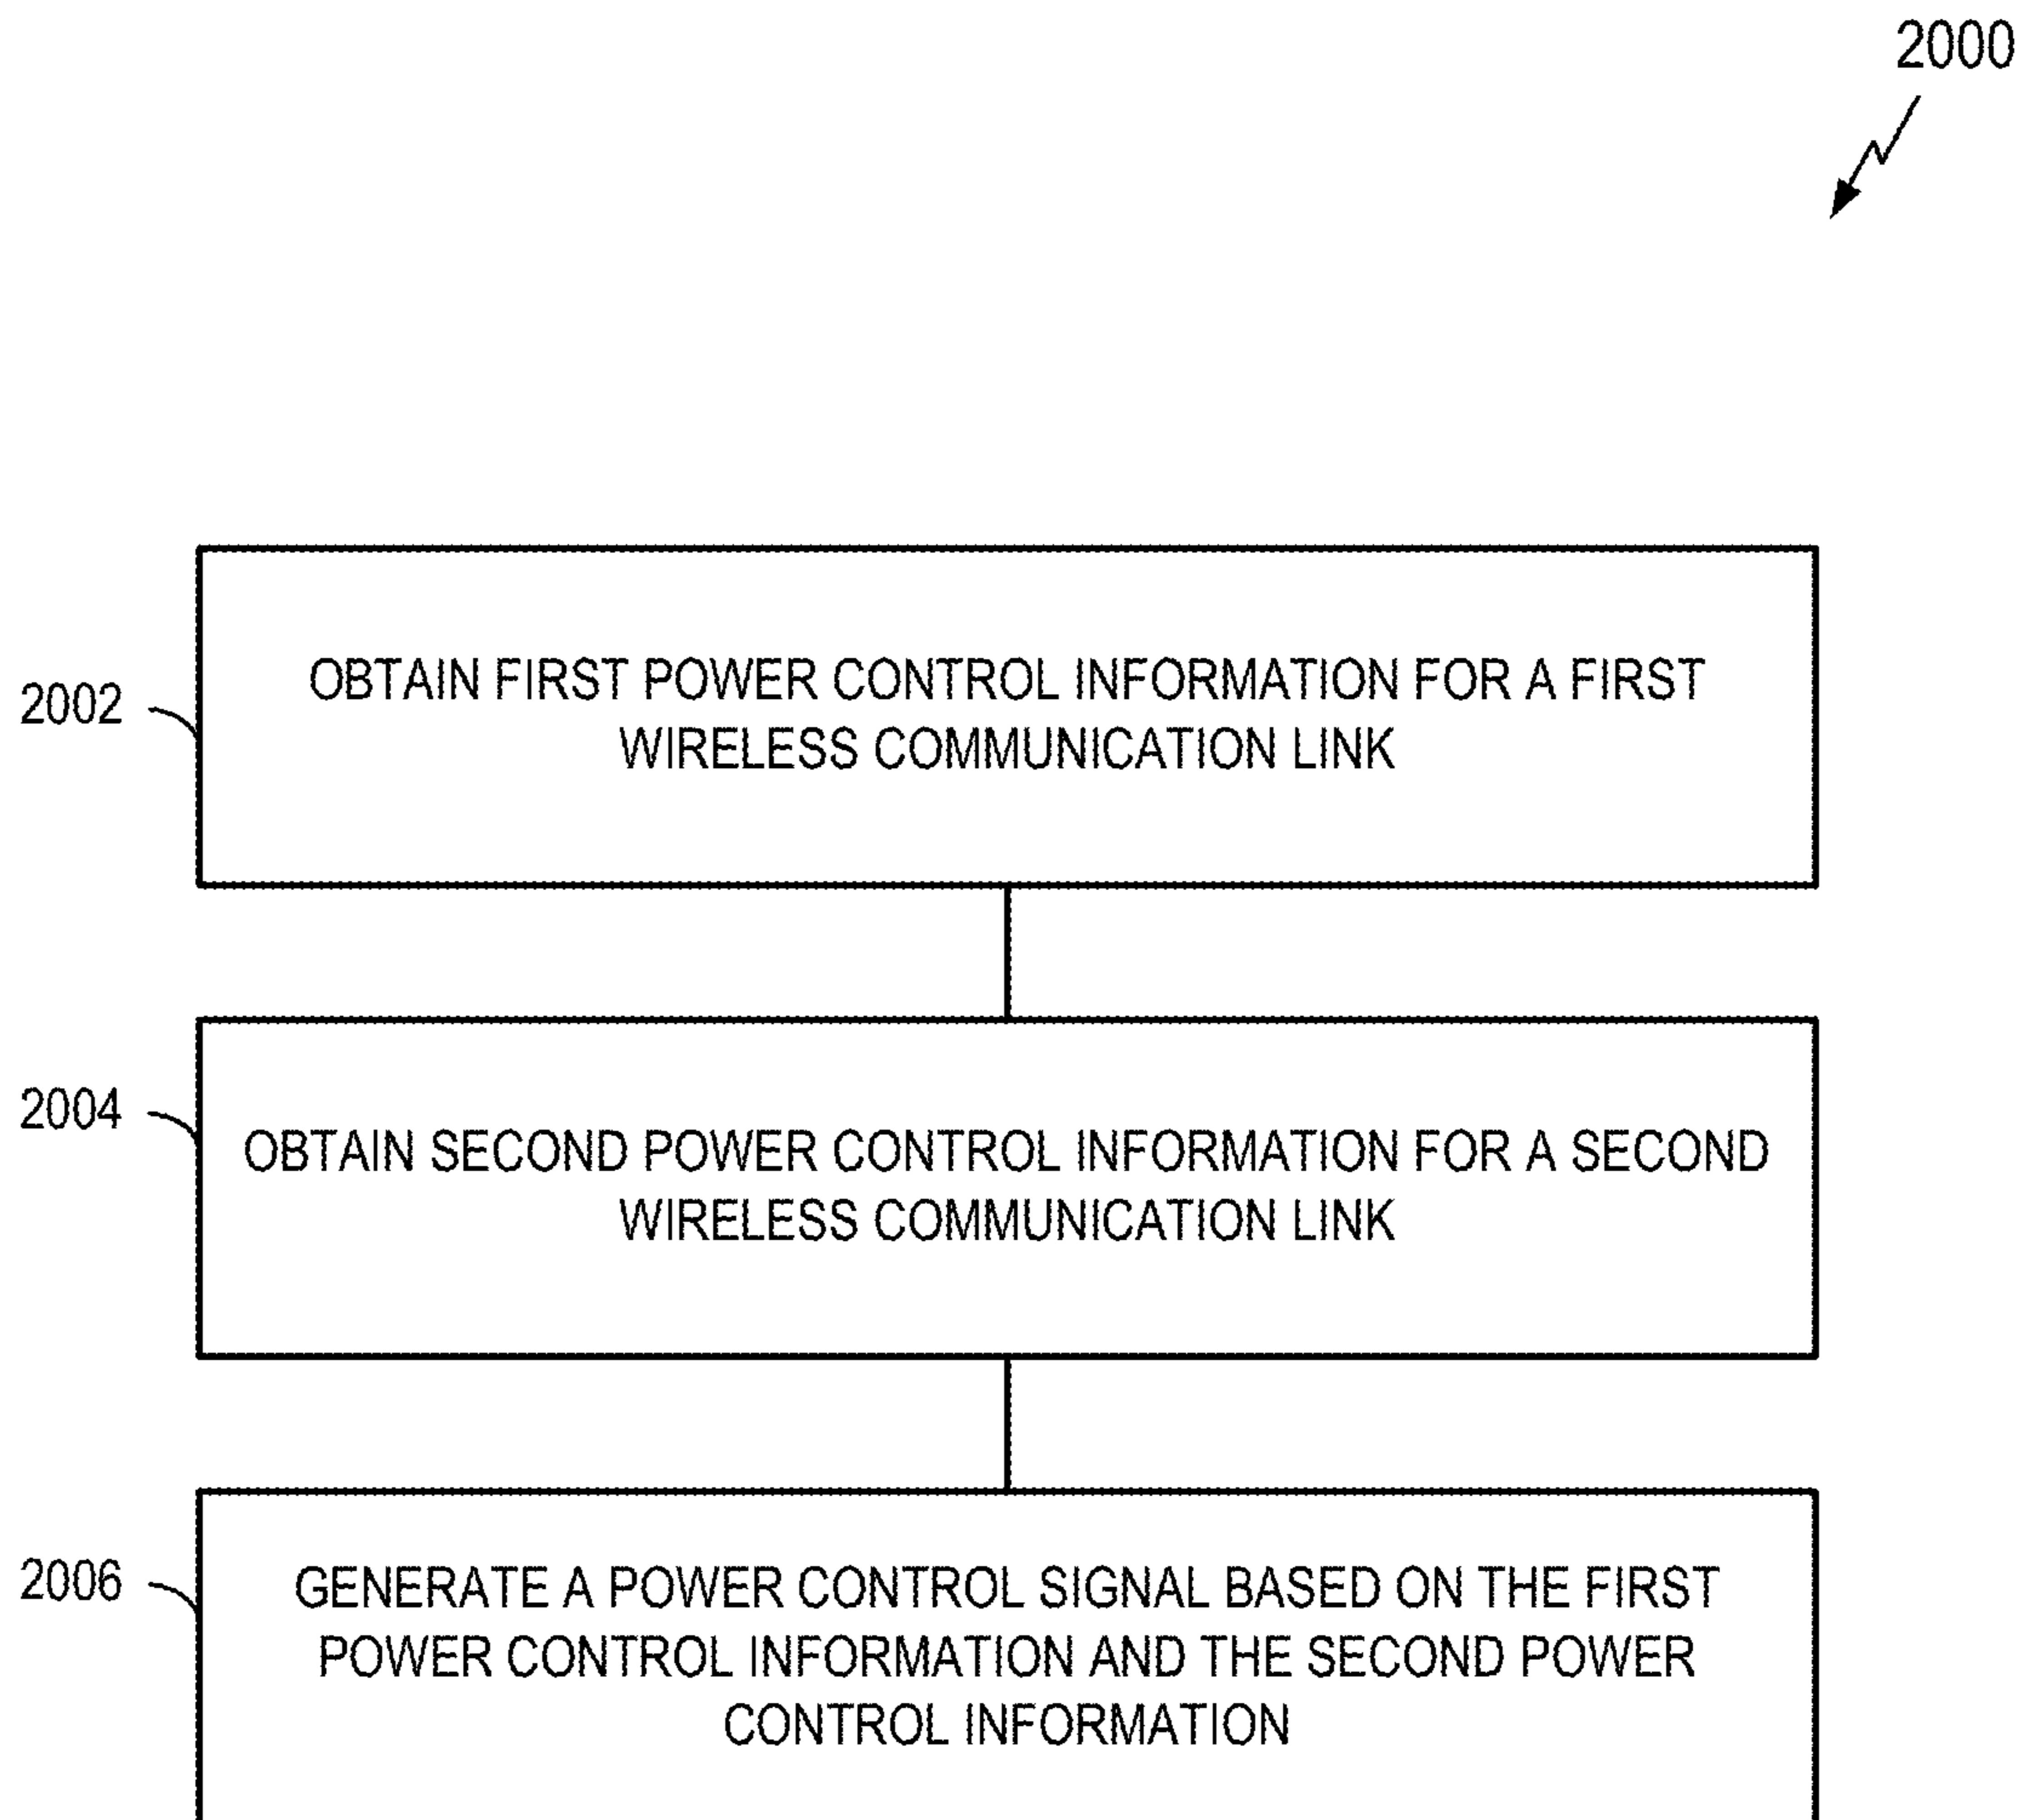 2000
2002
OBTAIN FIRST POWER CONTROL INFORMATION FOR A FIRST
WIRELESS COMMUNICATION LINK
2004
OBTAIN SECOND POWER CONTROL INFORMATION FOR A SECOND
WIRELESS COMMUNICATION LINK
2006
GENERATE A POWER CONTROL SIGNAL BASED ON THE FIRST
POWER CONTROL INFORMATION AND THE SECOND POWER
CONTROL INFORMATION